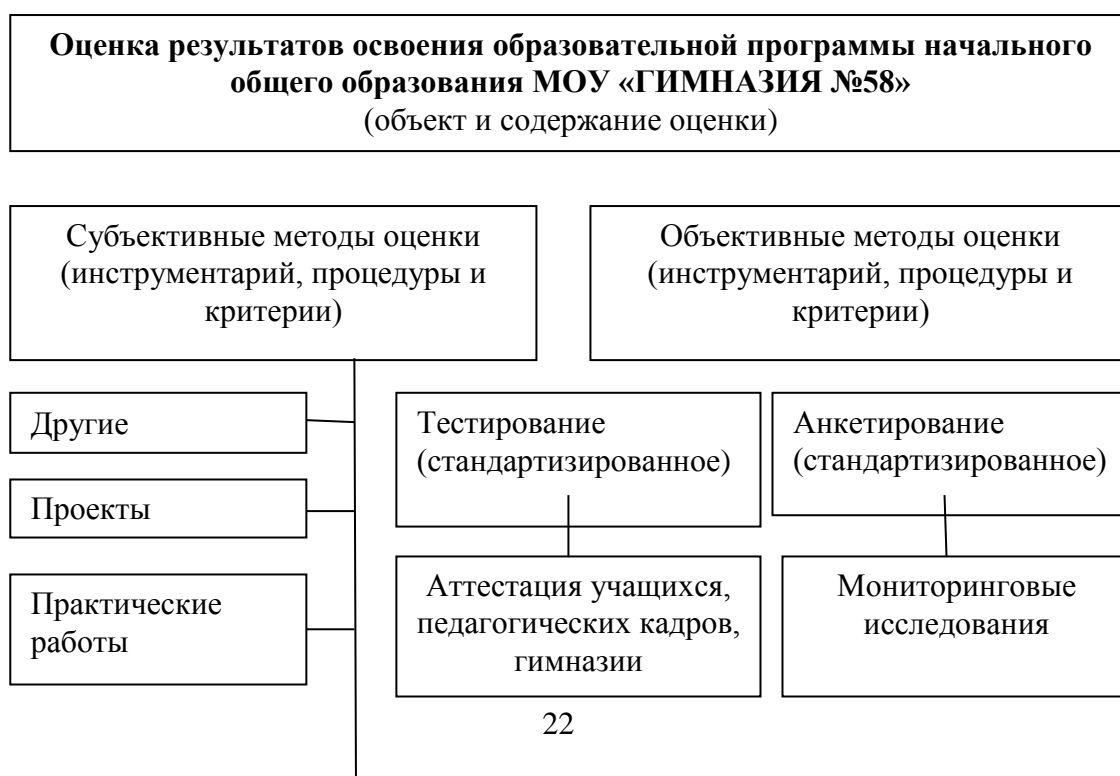 Оценка результатов освоения образовательной программы начального
общего образования МОУ «ГИМНАЗИЯ №58»
(объект и содержание оценки)
Субъективные методы оценки
(инструментарий, процедуры и
критерии)
Объективные методы оценки
(инструментарий, процедуры и
критерии)
Другие
Проекты
Практические
работы
Тестирование
(стандартизированное)
Анкетирование
(стандартизированное)
Аттестация учащихся,
педагогических кадров,
гимназии
Мониторинговые
исследования
22